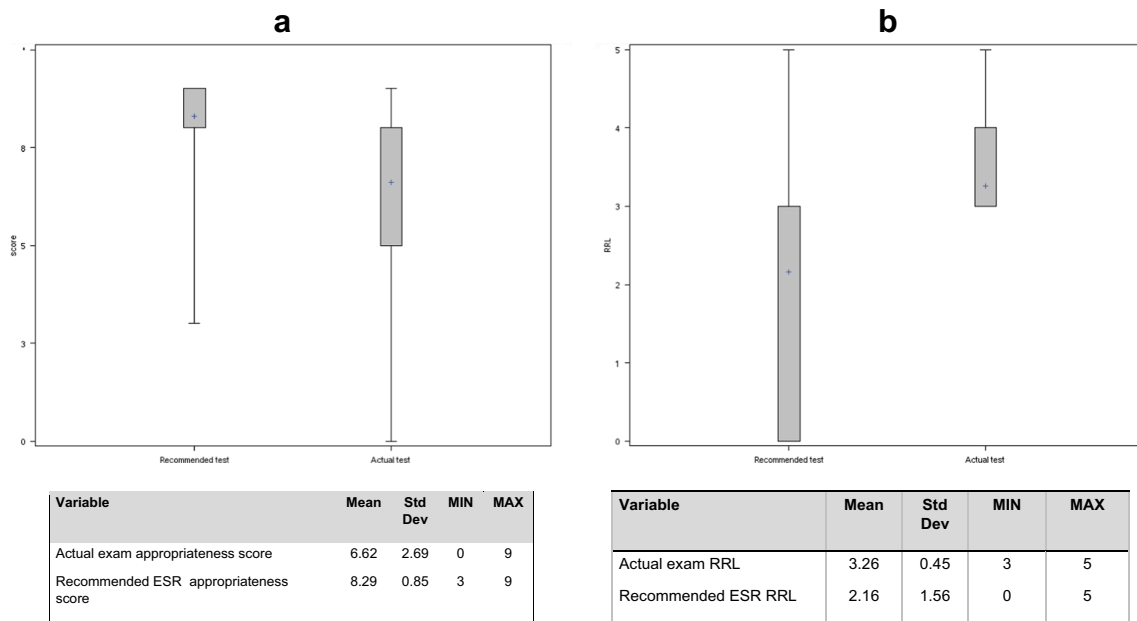 a
b
score
8
5
3
0
Recommended test
Actual test
RRL
5
4
3
2
1
0
Recommended test
Actual test
Variable Mean Std Dev MIN MAX
Actual exam appropriateness score 6.62 2.69 0 9
Recommended ESR appropriateness score 8.29 0.85 3 9
Variable Mean Std Dev MIN MAX
Actual exam RRL 3.26 0.45 3 5
Recommended ESR RRL 2.16 1.56 0 5